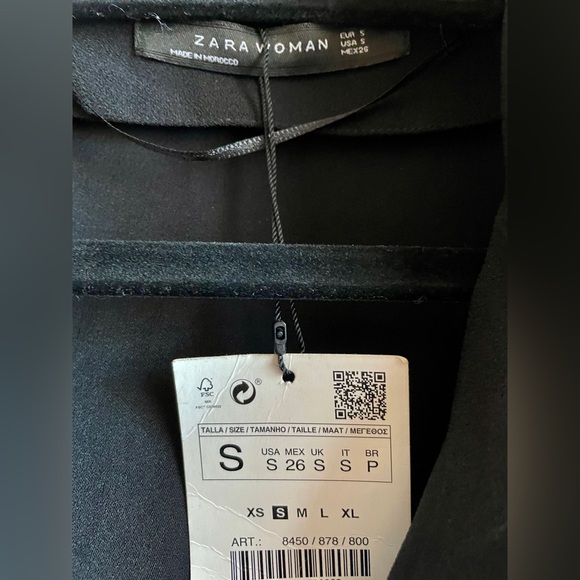 ZARA WOMAN
MADE IN MOROCCO
EUR S
USA S
MEX 26
FSC
®
TALLA / SIZE / TAMANHO / TAILLE / MAAT / ΜΕΓΕΘΟΣ
S
USA MEX UK IT BR
S 26 S S P
XS S M L XL
ART.: 8450 / 878 / 800